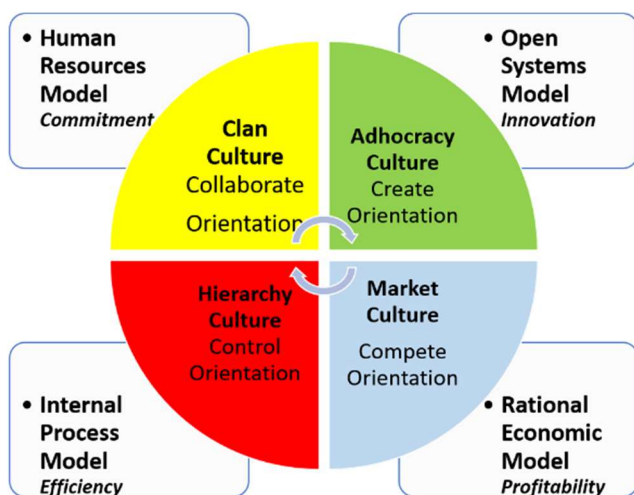 • Human
Resources
Model
Commitment
• Open
Systems
Model
Innovation
Clan
Culture
Collaborate
Orientation
Adhocracy
Culture
Create
Orientation
Hierarchy
Culture
Control
Orientation
Market
Culture
Compete
Orientation
• Internal
Process
Model
Efficiency
• Rational
Economic
Model
Profitability